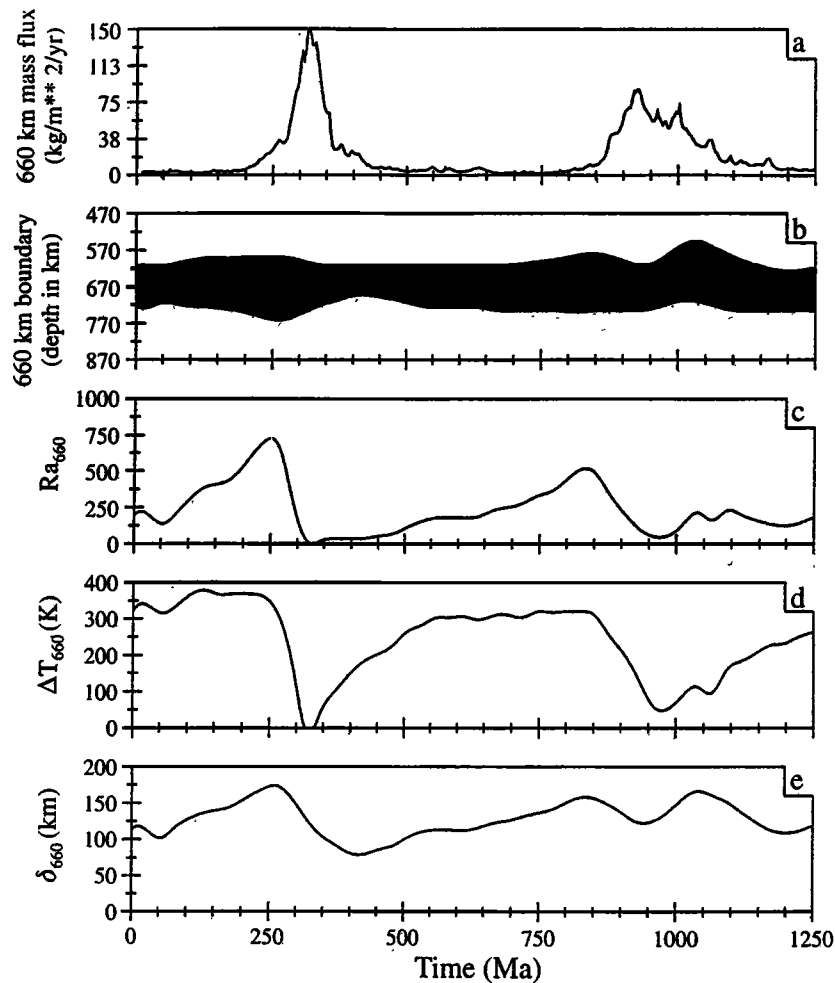 660 km mass flux
(kg/m** 2/yr)
150
113
75
38
0
a
660 km boundary
(depth in km)
470
570
670
770
870
b
Ra660
1000
750
500
250
0
c
ΔT660 (K)
400
300
200
100
0
d
δ660 (km)
200
150
100
50
0
e
0
250
500
750
1000
1250
Time (Ma)